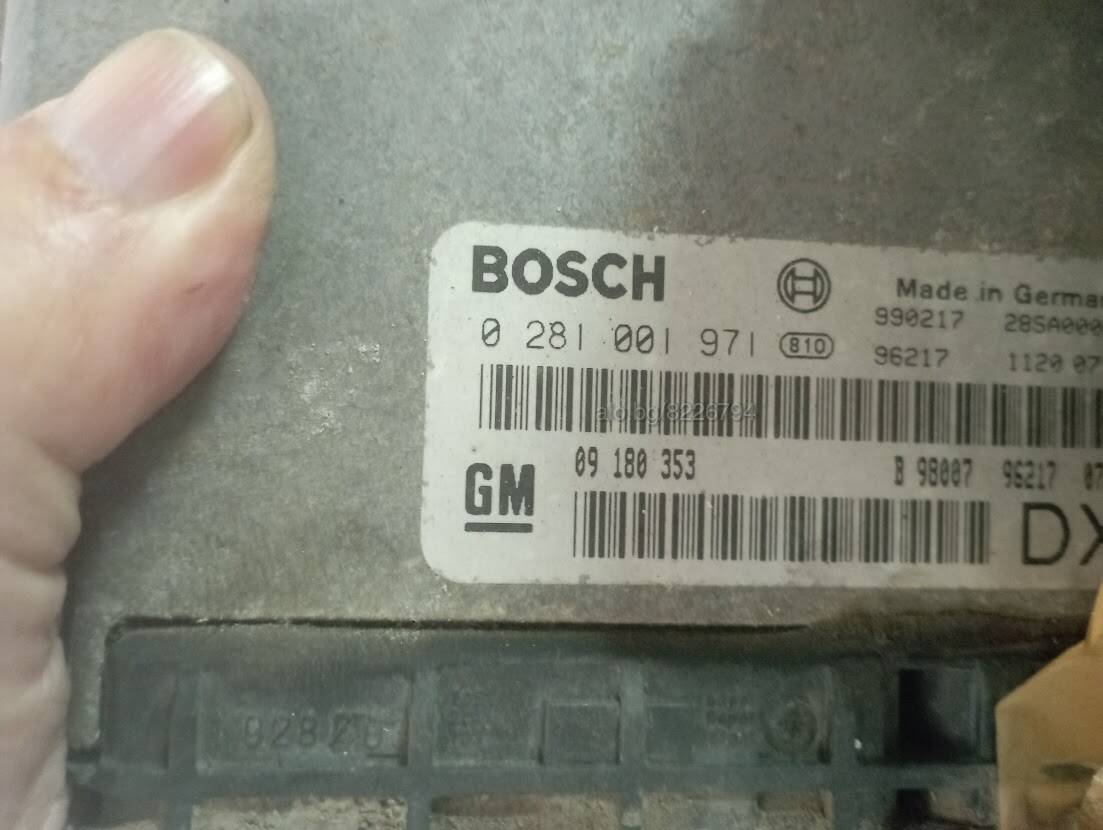 BOSCH
Made in Germa
990217 28SA000
0 281 001 971 810
96217 1120 07
alo.bg/8226794
09 180 353
B 98007 96217 07
GM
DX